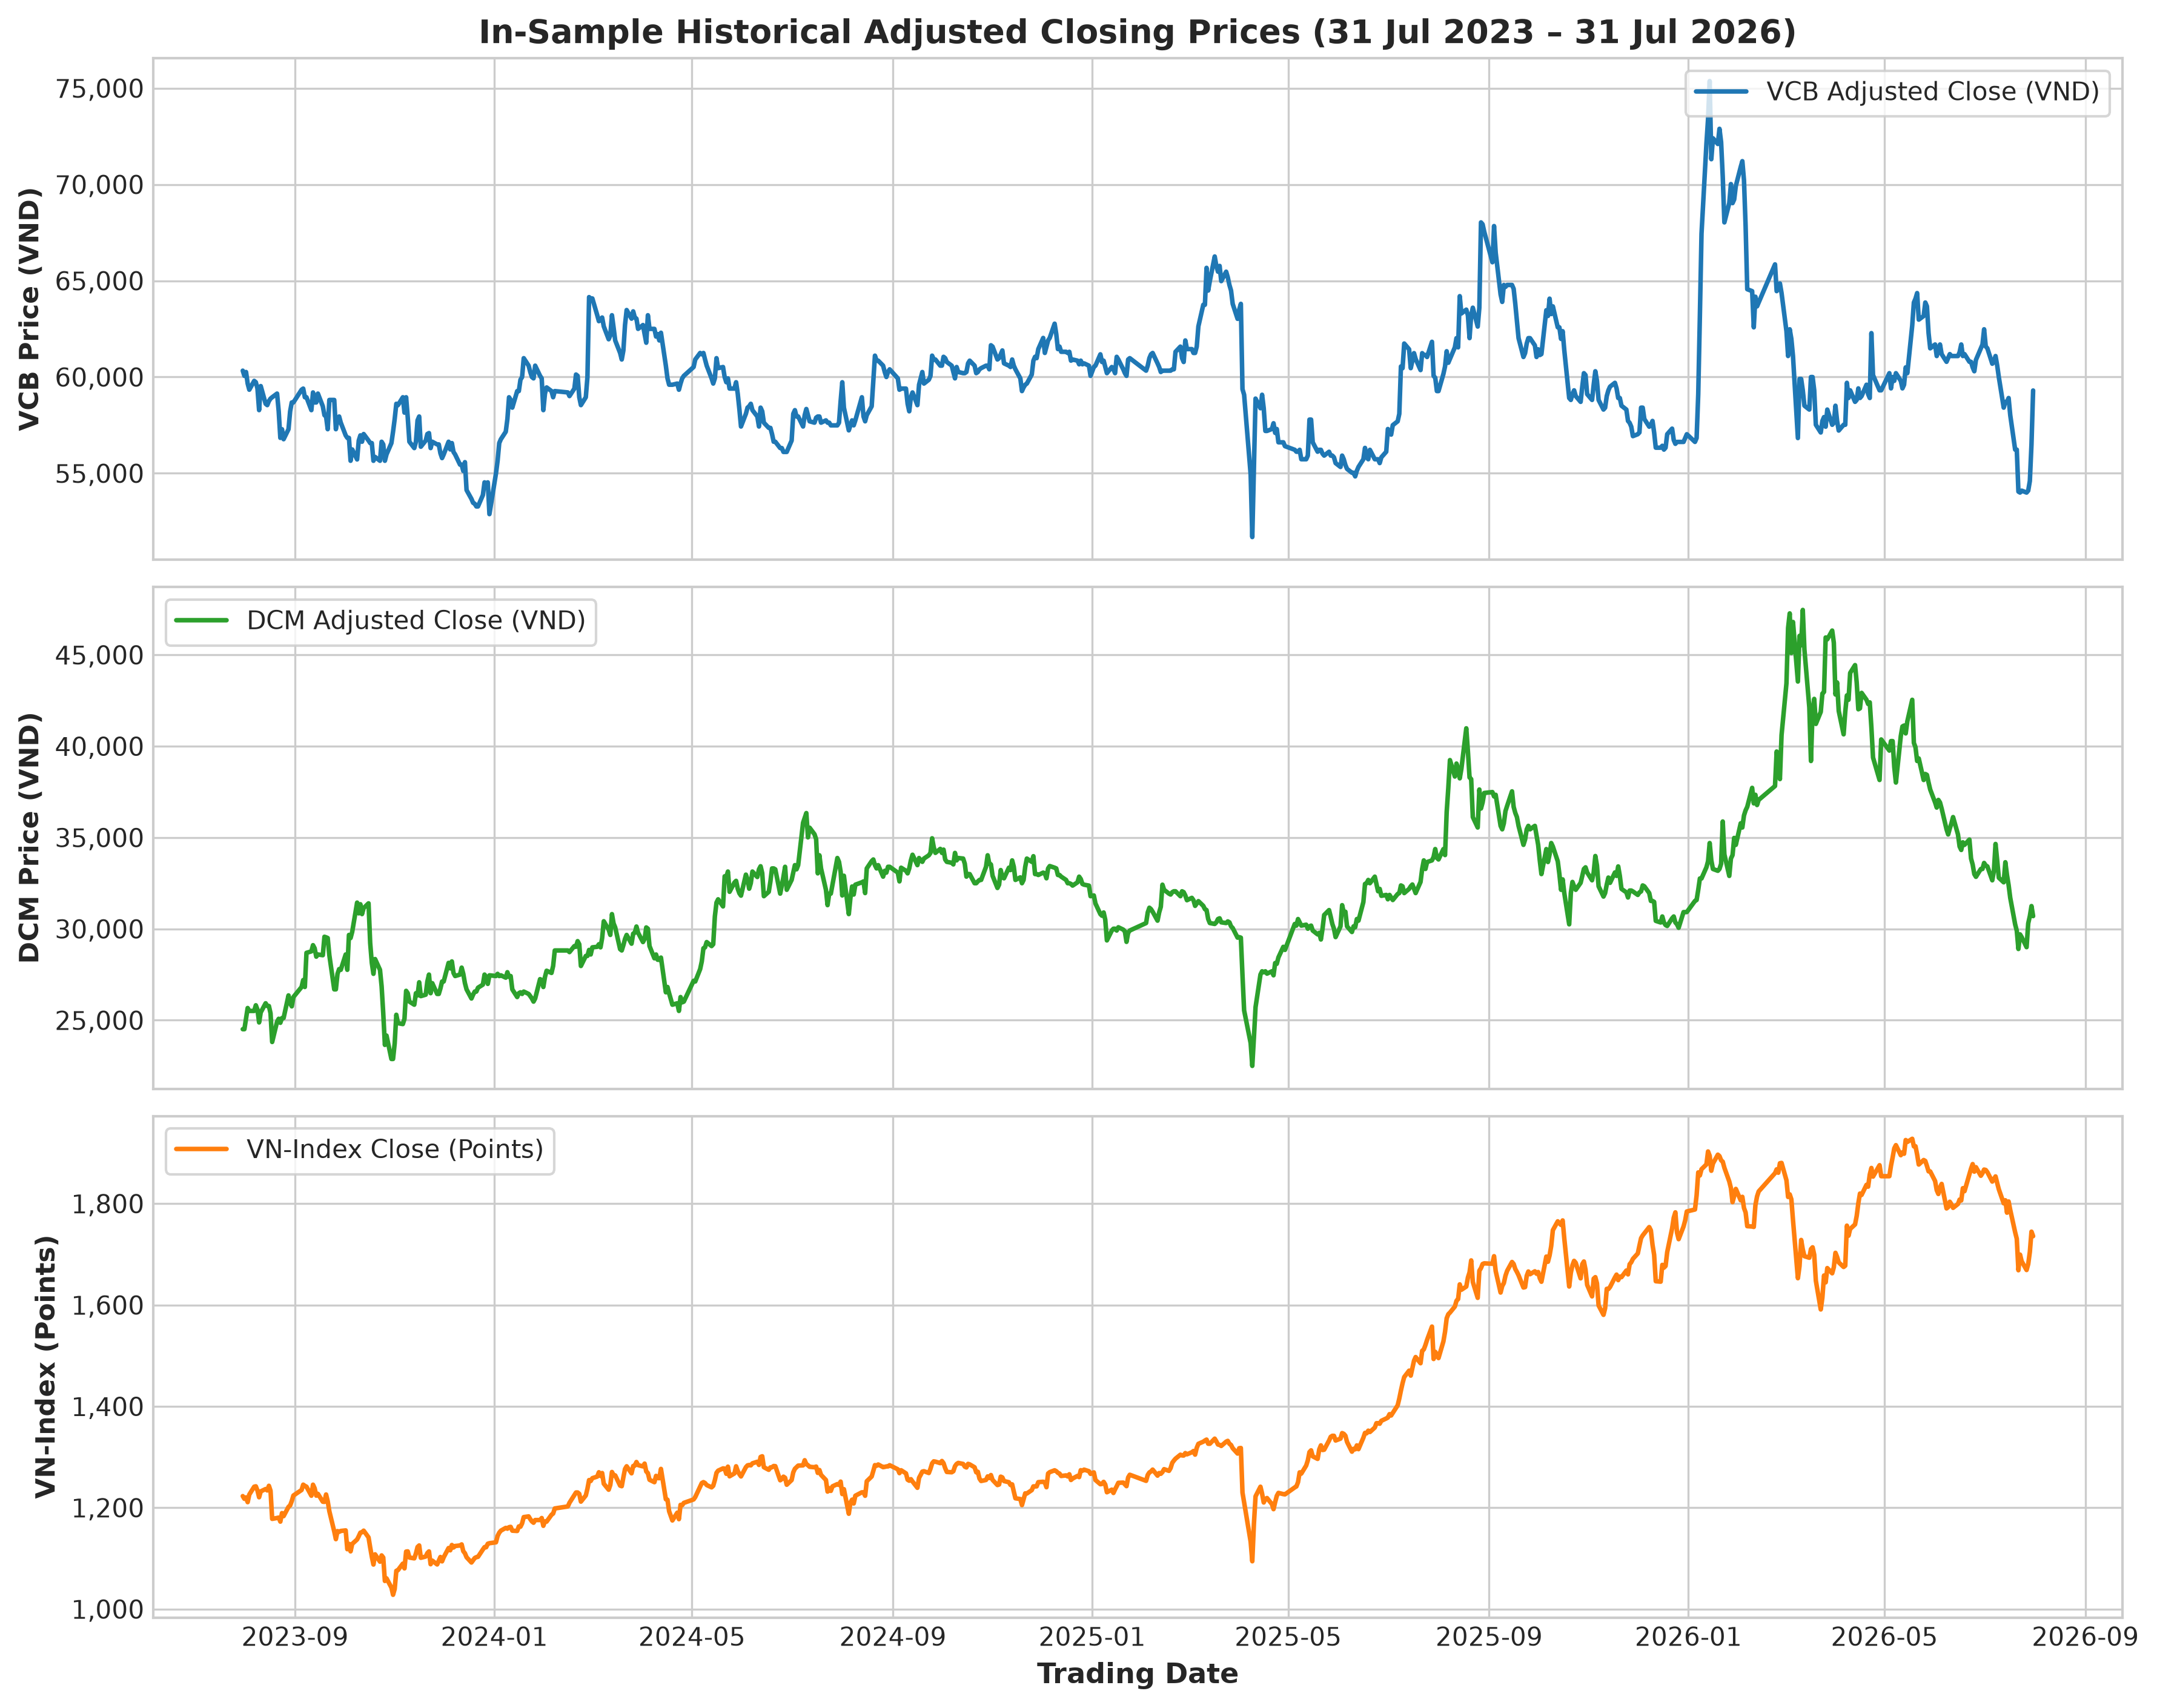 In-Sample Historical Adjusted Closing Prices (31 Jul 2023 – 31 Jul 2026)
VCB Price (VND)
75,000
70,000
65,000
60,000
55,000
VCB Adjusted Close (VND)
DCM Price (VND)
45,000
40,000
35,000
30,000
25,000
DCM Adjusted Close (VND)
VN-Index (Points)
1,800
1,600
1,400
1,200
1,000
VN-Index Close (Points)
2023-09 2024-01 2024-05 2024-09 2025-01 2025-05 2025-09 2026-01 2026-05 2026-09
Trading Date